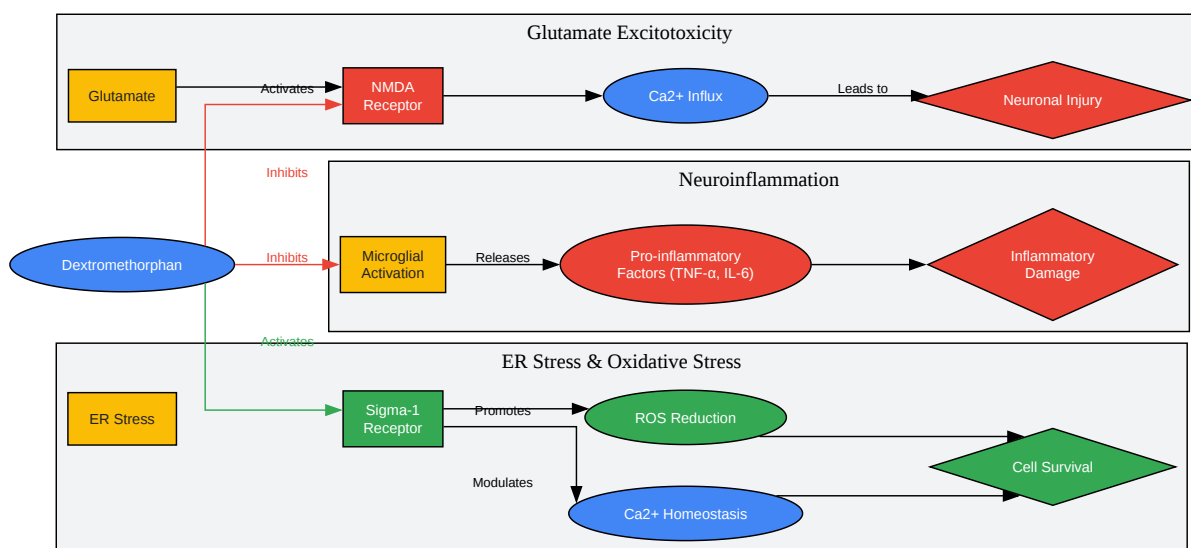 Glutamate Excitotoxicity
Glutamate
Activates
NMDA
Receptor
Ca2+ Influx
Leads to
Neuronal Injury
Inhibits
Neuroinflammation
Dextromethorphan
Inhibits
Microglial
Activation
Releases
Pro-inflammatory
Factors (TNF-α, IL-6)
Inflammatory
Damage
Activates
ER Stress & Oxidative Stress
ER Stress
Sigma-1
Receptor
Promotes
ROS Reduction
Modulates
Ca2+ Homeostasis
Cell Survival